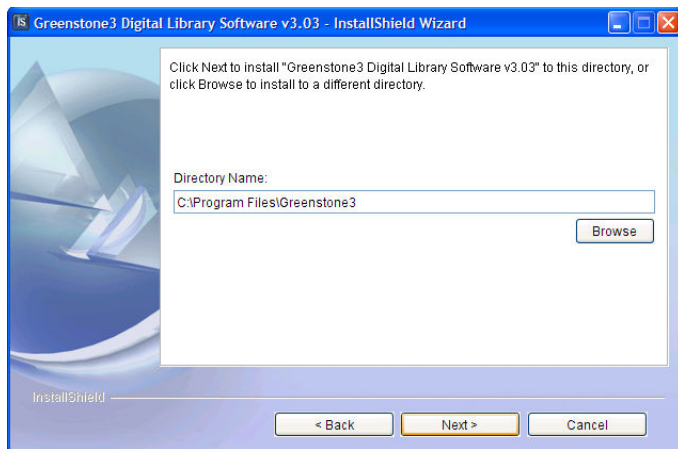 Greenstone3 Digital Library Software v3.03 - InstallShield Wizard
Click Next to install "Greenstone3 Digital Library Software v3.03" to this directory, or
click Browse to install to a different directory.
Directory Name:
C:\Program Files\Greenstone3
Browse
InstallShield
< Back
Next >
Cancel